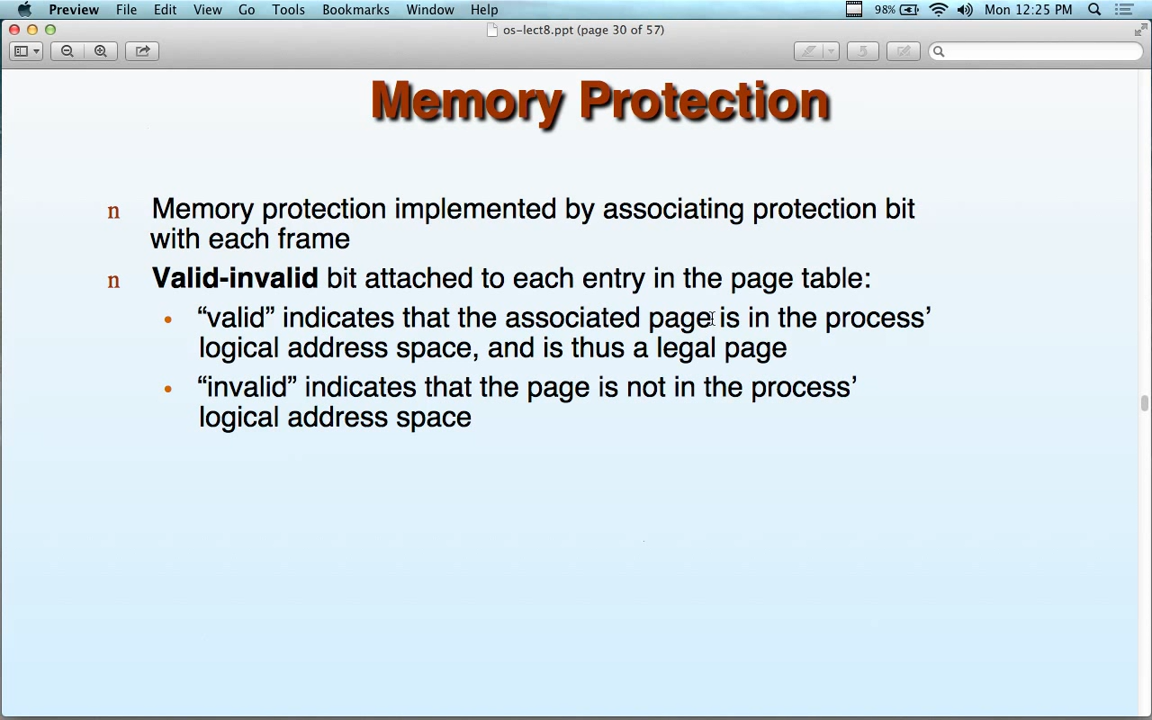 Preview File Edit View Go Tools Bookmarks Window Help 98% Mon 12:25 PM
os-lect8.ppt (page 30 of 57)
Memory Protection
n Memory protection implemented by associating protection bit
with each frame
n Valid-invalid bit attached to each entry in the page table:
• “valid” indicates that the associated page is in the process’
logical address space, and is thus a legal page
• “invalid” indicates that the page is not in the process’
logical address space